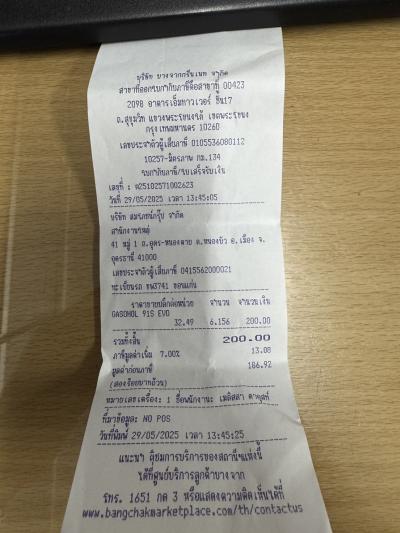 บริษัท บางจากกรีนเนท จำกัด
สาขาที่ออกใบกำกับภาษีคือสาขาที่ 00423
2098 อาคารเอ็มทาวเวอร์ ชั้น17
ถ.สุขุมวิท แขวงพระโขนงใต้ เขตพระโขนง
กรุงเทพมหานคร 10260
เลขประจำตัวผู้เสียภาษี 0105536080112
10257-มิตรภาพ กม.134
ใบกำกับภาษี/ใบเสร็จรับเงิน
เลขที่ : 025102571002623
วันที่ 29/05/2025 เวลา 13:45:05
บริษัท สมรภชน์กรุ๊ป จำกัด
สำนักงานใหญ่
41 หมู่ 1 ถ.อุดร-หนองคาย ต.หนองบัว อ.เมือง จ.
อุดรธานี 41000
เลขประจำตัวผู้เสียภาษี 0415562000021
ทะเบียนรถ ขพ3741 ขอนแก่น
ราคาขายปลีกต่อหน่วย จำนวน จำนวนเงิน
GASOHOL 91S EVO
32.49 6.156 200.00
รวมทั้งสิ้น 200.00
ภาษีมูลค่าเพิ่ม 7.00% 13.08
มูลค่าก่อนภาษี 186.92
(สองร้อยบาทถ้วน)
หมายเลขเครื่อง: 1 ชื่อพนักงาน: เมลิสสา
ที่มาข้อมูล: NO POS
วันที่พิมพ์ 29/05/2025 เวลา 13:45:25
แนะนำ ติชมการบริการของสถานีฯแห่งนี้
ได้ที่ศูนย์บริการลูกค้าบางจาก
โทร. 1651 กด 3 หรือแสดงความคิดเห็นได้ที่
www.bangchakmarketplace.com/th/contactus